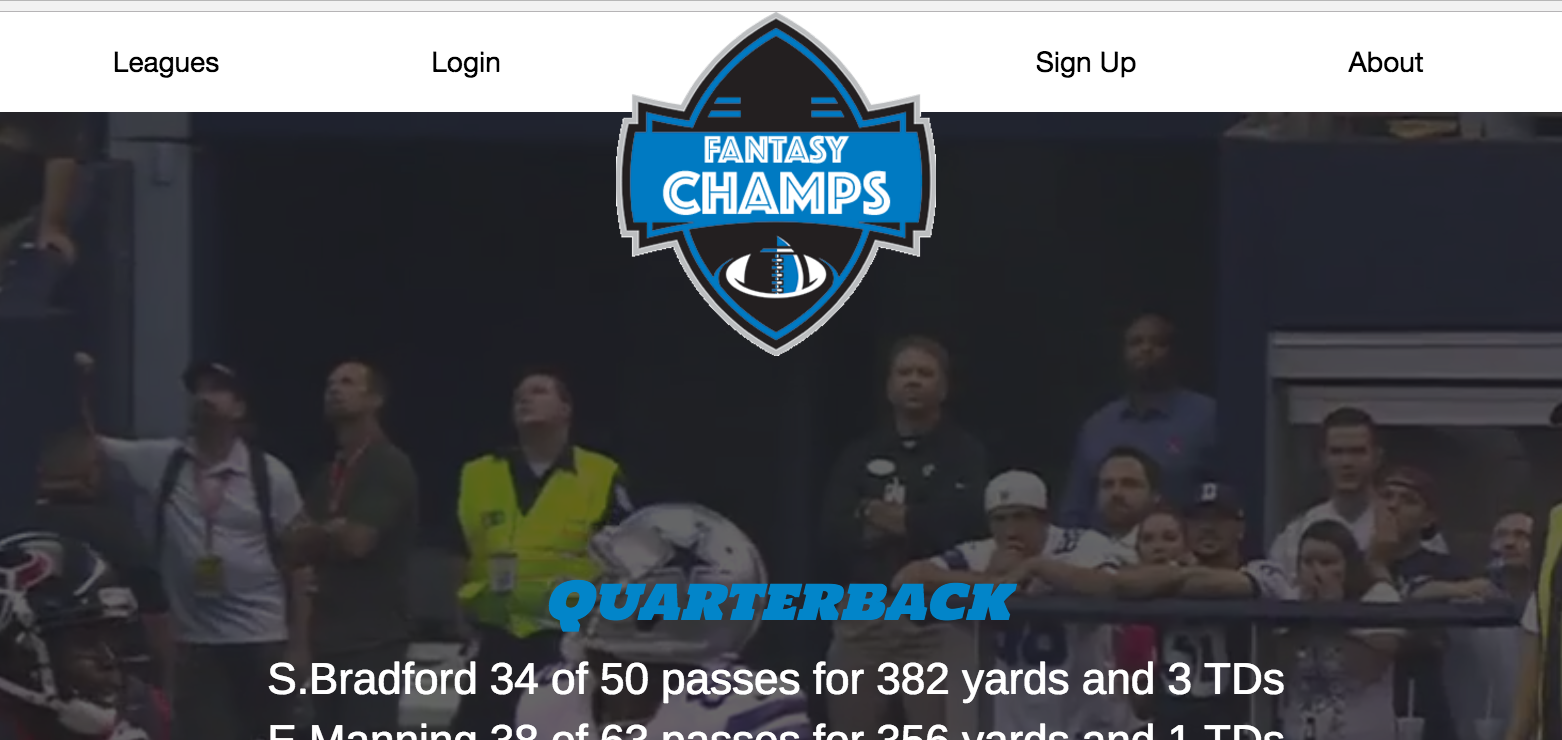 Leagues Login Sign Up About
FANTASY
CHAMPS
QUARTERBACK
S.Bradford 34 of 50 passes for 382 yards and 3 TDs
E.Manning 38 of 63 passes for 356 yards and 1 TDs